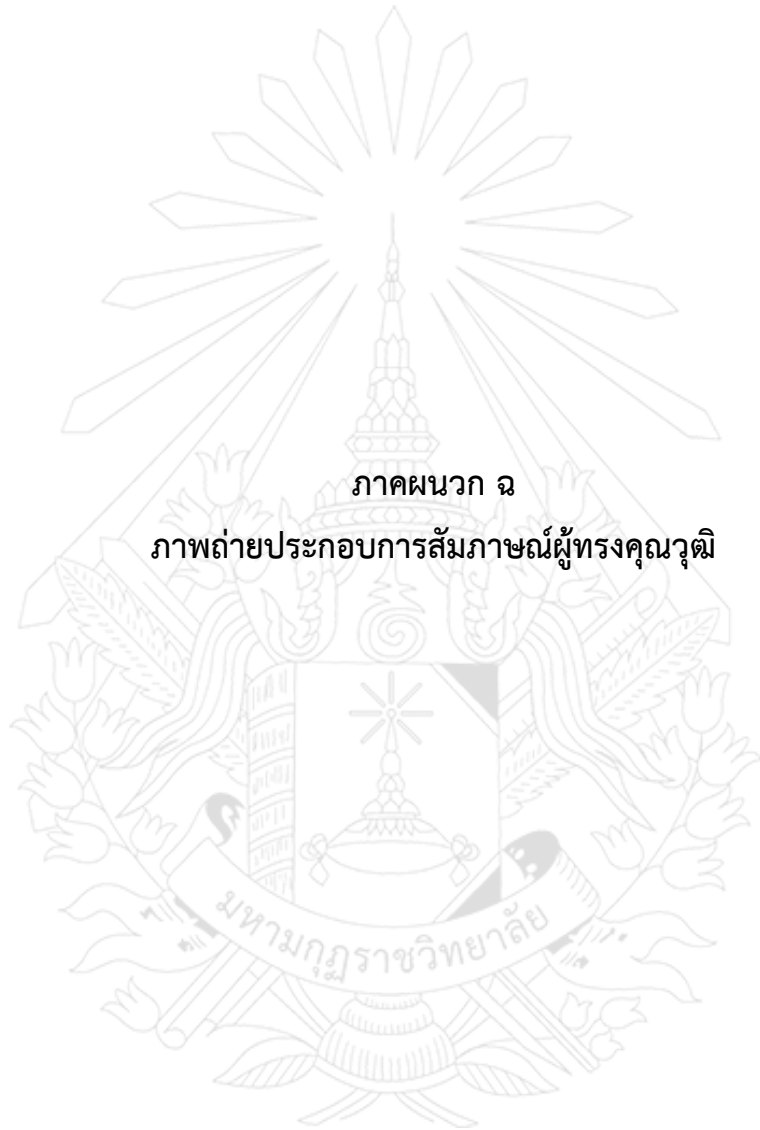 ภาคผนวก ฉ
ภาพถ่ายประกอบการสัมภาษณ์ผู้ทรงคุณวุฒิ
มหามกุฏราชวิทยาลัย